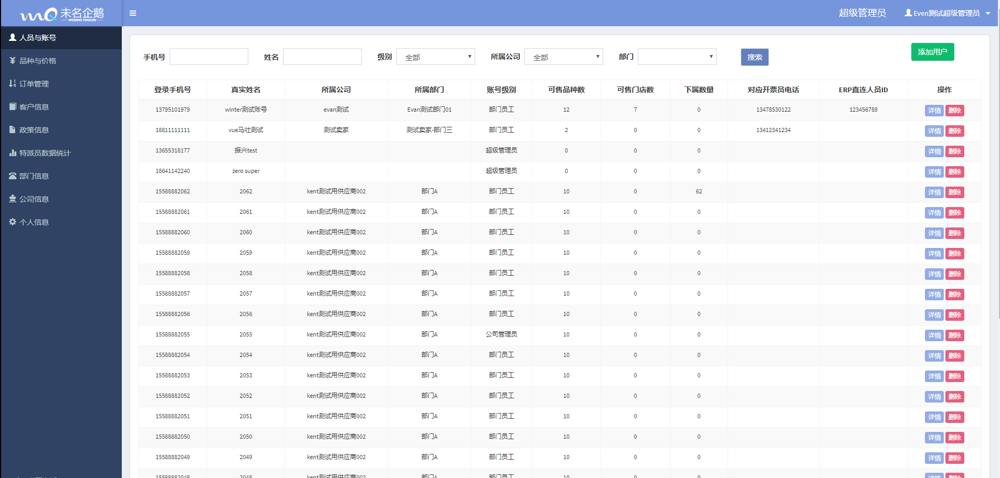 未名企鹅
WEIMING PENGUIN
超级管理员 Even测试超级管理员
人员与账号
品种与价格
订单管理
客户信息
政策信息
特派员数据统计
部门信息
公司信息
个人信息
手机号 姓名 级别 全部 所属公司 全部 部门 搜索 添加用户
登录手机号 真实姓名 所属公司 所属部门 账号级别 可售品种数 可售门店数 下属数量 对应开票员电话 ERP直连人员ID 操作
13795101979 winter测试账号 evan测试 Evan测试部门01 部门员工 12 7 0 13478530122 123456789 详情 删除
18811111111 vue马壮测试 测试卖家 测试卖家-部门三 部门员工 2 0 0 13412341234 详情 删除
13655318177 振兴test 超级管理员 0 0 0 详情 删除
18641142240 zero super 超级管理员 0 0 0 详情 删除
15588882062 2062 kent测试用供应商002 部门A 部门员工 10 0 62 详情 删除
15588882061 2061 kent测试用供应商002 部门A 部门员工 10 0 0 详情 删除
15588882060 2060 kent测试用供应商002 部门A 部门员工 10 0 0 详情 删除
15588882059 2059 kent测试用供应商002 部门A 部门员工 10 0 0 详情 删除
15588882058 2058 kent测试用供应商002 部门A 部门员工 10 0 0 详情 删除
15588882057 2057 kent测试用供应商002 部门A 部门员工 10 0 0 详情 删除
15588882056 2056 kent测试用供应商002 部门A 部门员工 10 0 0 详情 删除
15588882055 2055 kent测试用供应商002 部门A 公司管理员 10 0 0 详情 删除
15588882054 2054 kent测试用供应商002 部门A 部门员工 10 0 0 详情 删除
15588882053 2053 kent测试用供应商002 部门A 部门员工 10 0 0 详情 删除
15588882052 2052 kent测试用供应商002 部门A 部门员工 10 0 0 详情 删除
15588882051 2051 kent测试用供应商002 部门A 部门员工 10 0 0 详情 删除
15588882050 2050 kent测试用供应商002 部门A 部门员工 10 0 0 详情 删除
15588882049 2049 kent测试用供应商002 部门A 部门员工 10 0 0 详情 删除
15588882048 2048 kent测试用供应商002 部门A 部门员工 10 0 0 详情 删除